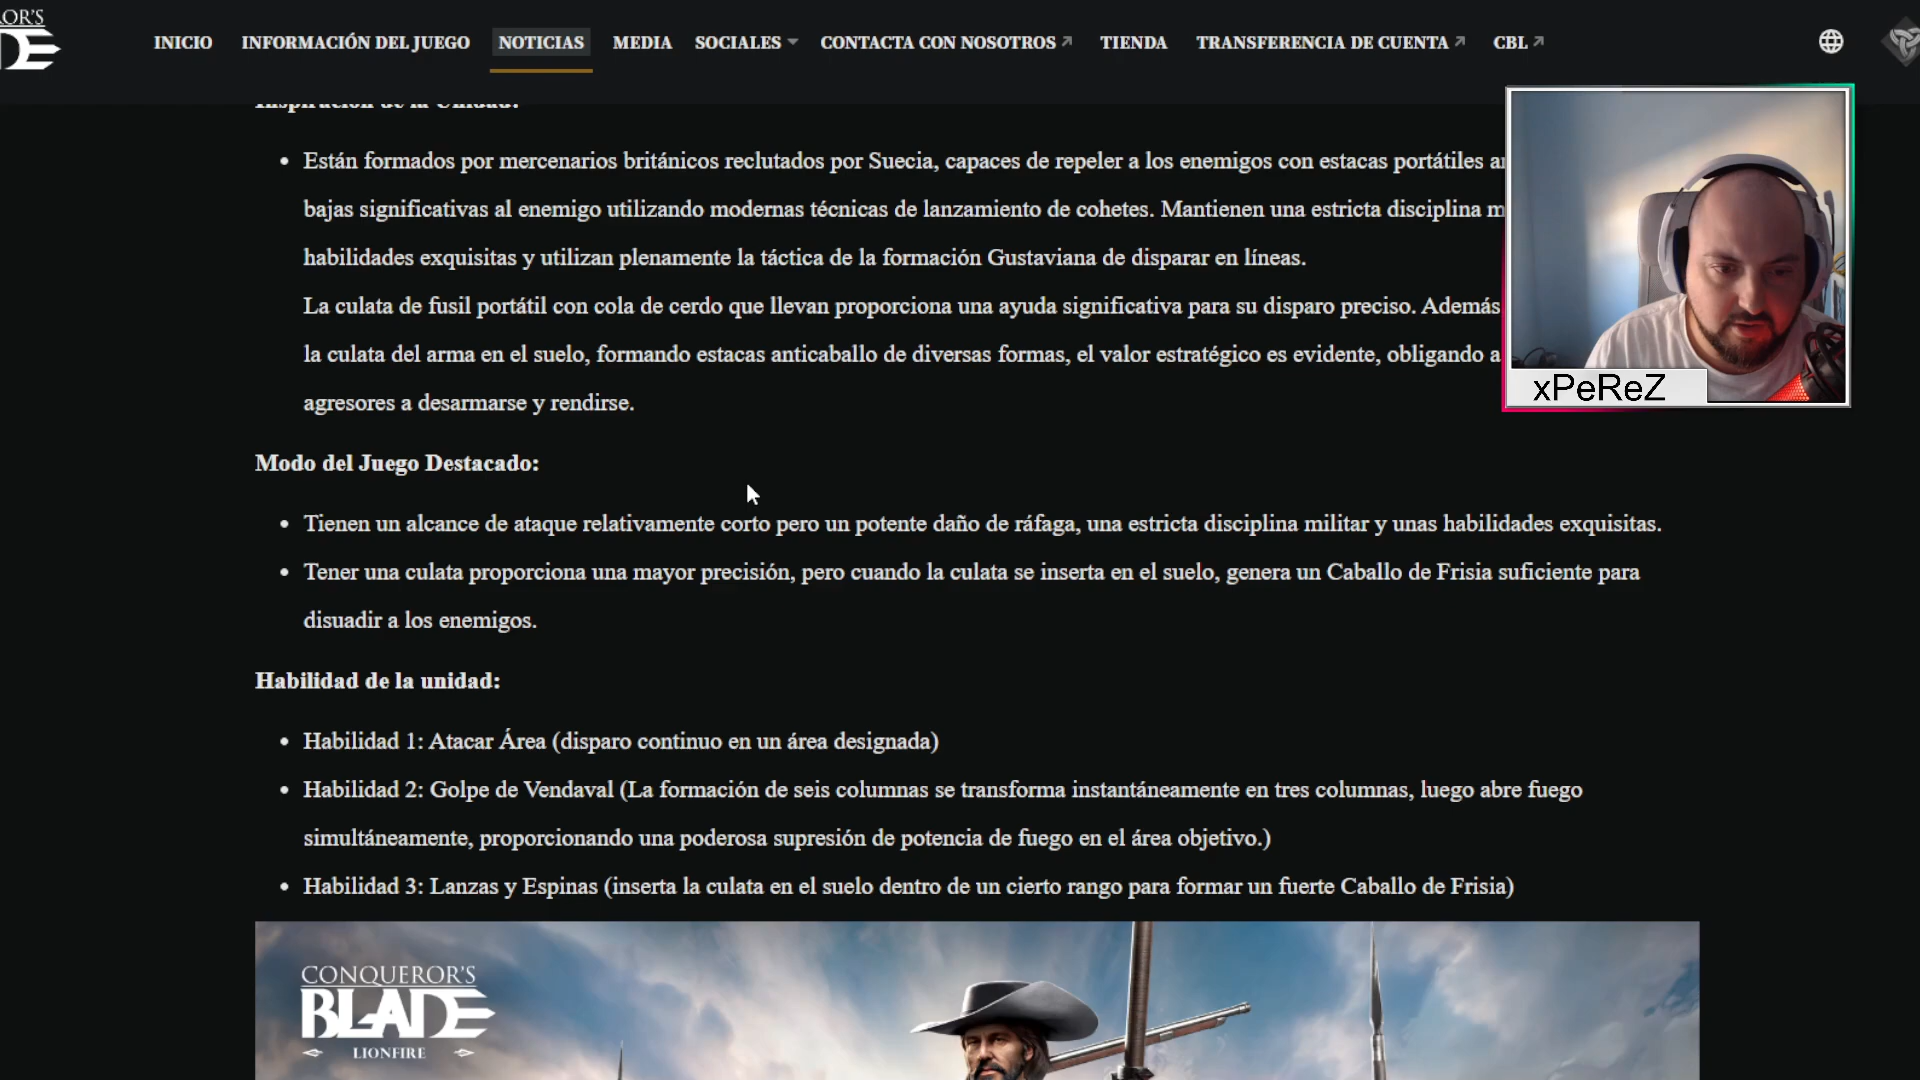 ROR'S
DE
INICIO INFORMACIÓN DEL JUEGO NOTICIAS MEDIA SOCIALES CONTACTA CON NOSOTROS TIENDA TRANSFERENCIA DE CUENTA CBL
Inspiración de la Unidad:
Están formados por mercenarios británicos reclutados por Suecia, capaces de repeler a los enemigos con estacas portátiles
bajas significativas al enemigo utilizando modernas técnicas de lanzamiento de cohetes. Mantienen una estricta disciplina m
habilidades exquisitas y utilizan plenamente la táctica de la formación Gustaviana de disparar en líneas.
La culata de fusil portátil con cola de cerdo que llevan proporciona una ayuda significativa para su disparo preciso. Además
la culata del arma en el suelo, formando estacas anticaballo de diversas formas, el valor estratégico es evidente, obligando a
agresores a desarmarse y rendirse.
xPeReZ
Modo del Juego Destacado:
Tienen un alcance de ataque relativamente corto pero un potente daño de ráfaga, una estricta disciplina militar y unas habilidades exquisitas.
Tener una culata proporciona una mayor precisión, pero cuando la culata se inserta en el suelo, genera un Caballo de Frisia suficiente para
disuadir a los enemigos.
Habilidad de la unidad:
Habilidad 1: Atacar Área (disparo continuo en un área designada)
Habilidad 2: Golpe de Vendaval (La formación de seis columnas se transforma instantáneamente en tres columnas, luego abre fuego
simultáneamente, proporcionando una poderosa supresión de potencia de fuego en el área objetivo.)
Habilidad 3: Lanzas y Espinas (inserta la culata en el suelo dentro de un cierto rango para formar un fuerte Caballo de Frisia)
CONQUEROR'S
BLADE
LIONFIRE